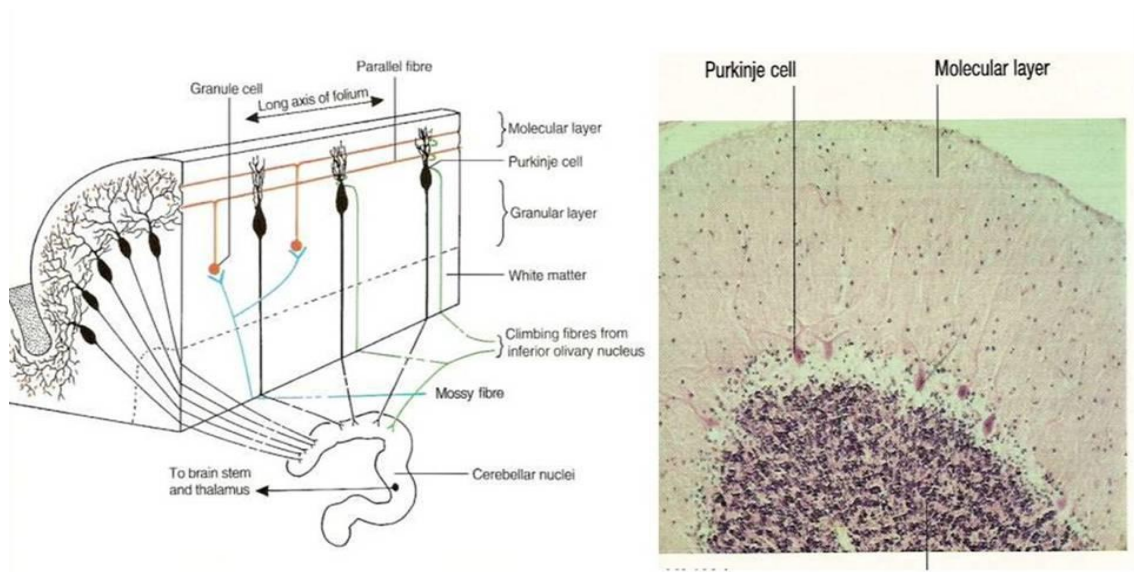 Parallel fibre
Granule cell
Long axis of folium
Molecular layer
Purkinje cell
Granular layer
White matter
Climbing fibres from
inferior olivary nucleus
Mossy fibre
To brain stem
and thalamus
Cerebellar nuclei
Purkinje cell
Molecular layer